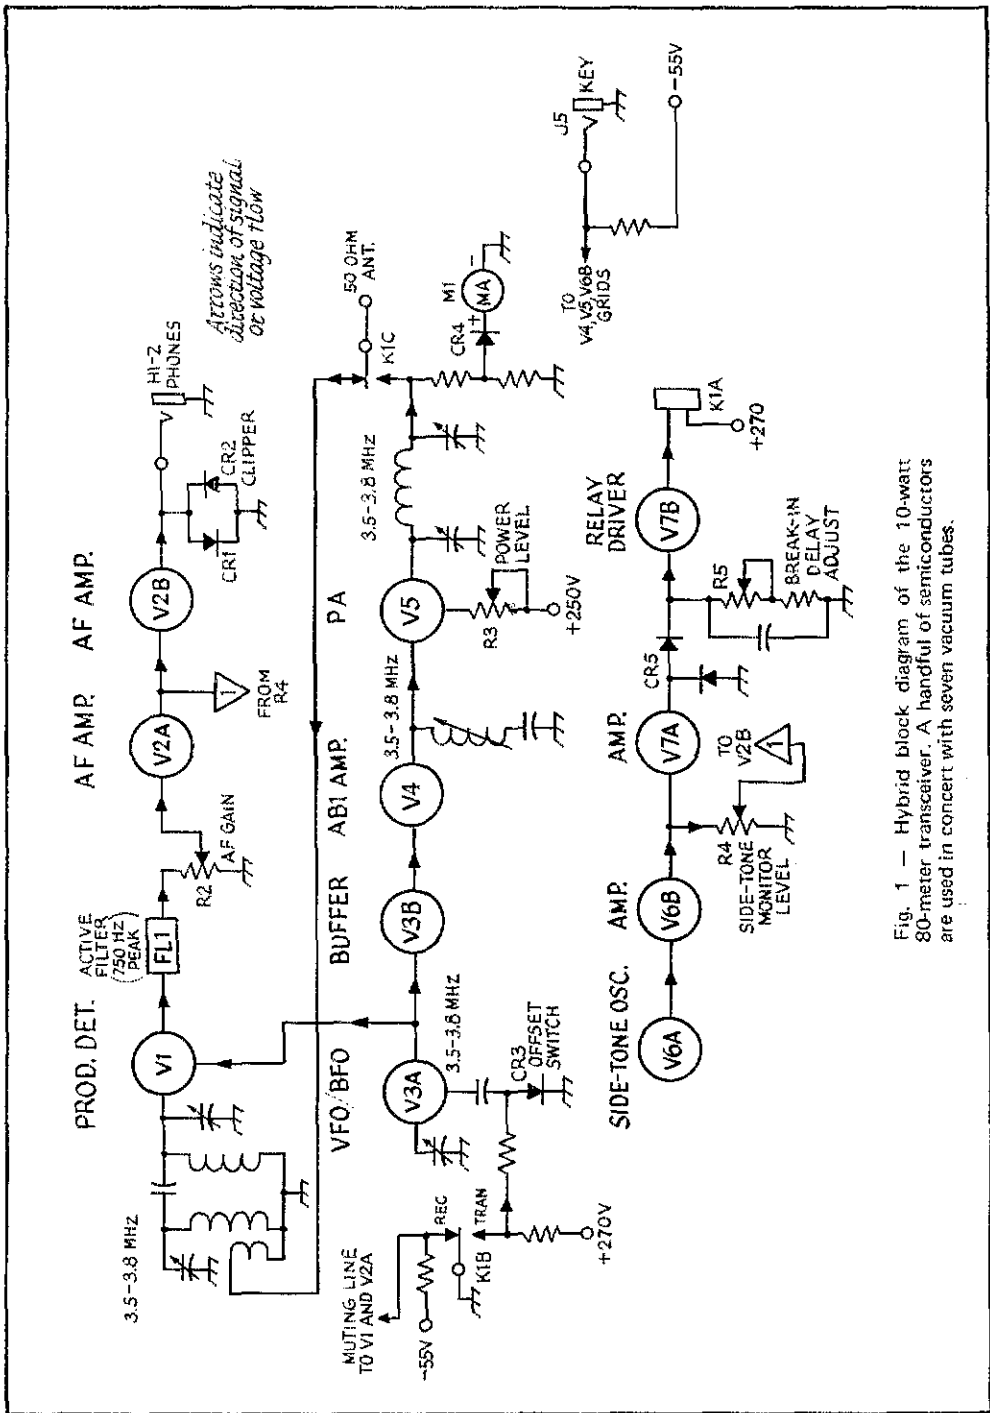 PROD. DET.
ACTIVE
FILTER
(750 HZ
PEAK
FL1
AF AMP.
AF AMP.
HI-Z
PHONES
Arrows indicate
direction of signal
or voltage flow
3.5-3.8 MHZ
V1
R2
AF GAIN
V2A
1
FROM
R4
V2B
CR1
CR2
CLIPPER
VFO/BFO
BUFFER
AB1 AMP.
PA
50 OHM
ANT.
K1C
MUTING LINE
TO V1 AND V2A
-55V
REC
K1B
TRAN
+270V
V3A
3.5-3.8 MHZ
CR3
OFFSET
SWITCH
V3B
V4
3.5-3.8 MHZ
V5
R3
POWER
LEVEL
+250V
3.5-3.8 MHZ
CR4
M1
+
MA
-
SIDE-TONE OSC.
AMP.
AMP.
RELAY
DRIVER
V6A
V6B
R4
SIDE-TONE
MONITOR
LEVEL
TO
V2B
1
V7A
CR5
R5
BREAK-IN
DELAY
ADJUST
V7B
K1A
+270
TO
V4,V5,V6B
GRIDS
J5
KEY
-55V
Fig. 1 — Hybrid block diagram of the 10-watt
80-meter transceiver. A handful of semiconductors
are used in concert with seven vacuum tubes.